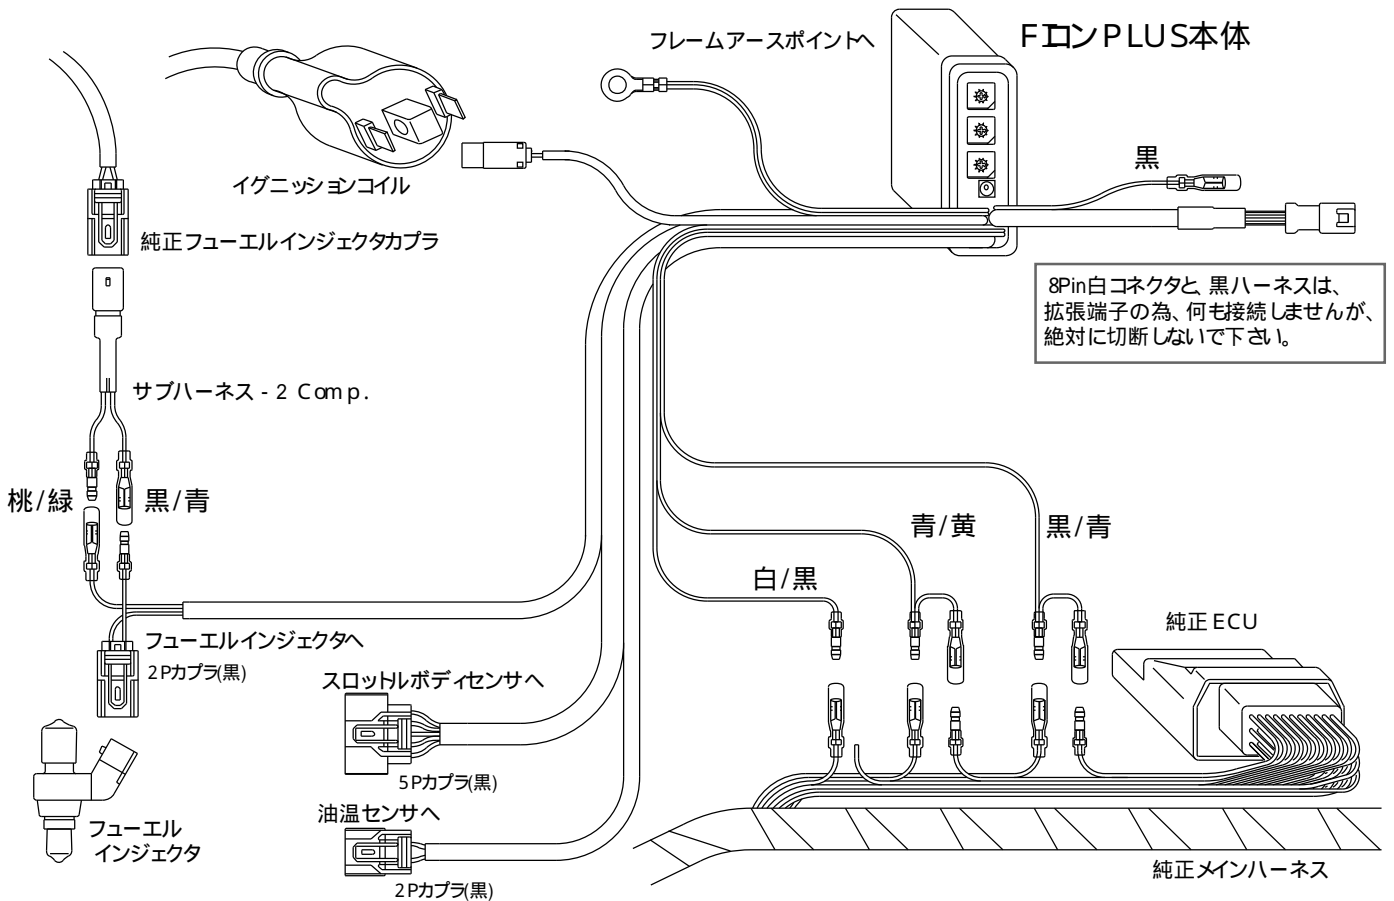 FエロンPLUS本体
フレームアースポイントへ
黒
イグニッションコイル
純正フューエルインジェクタカプラ
8Pin白コネクタと、黒ハーネスは、
拡張端子の為、何も接続しませんが、
絶対に切断しないで下さい。
サブハーネス - 2 Comp.
桃/緑
黒/青
青/黄
黒/青
白/黒
純正ECU
フューエルインジェクタへ
2Pカプラ(黒)
スロットルボディセンサへ
5Pカプラ(黒)
油温センサへ
フューエル
インジェクタ
2Pカプラ(黒)
純正メインハーネス